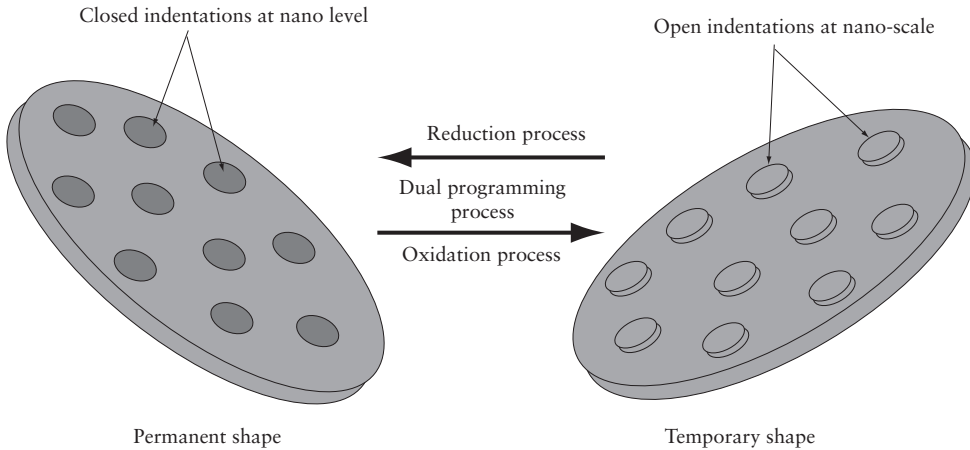 Closed indentations at nano level
Open indentations at nano-scale
Reduction process
Dual programming
process
Oxidation process
Permanent shape
Temporary shape